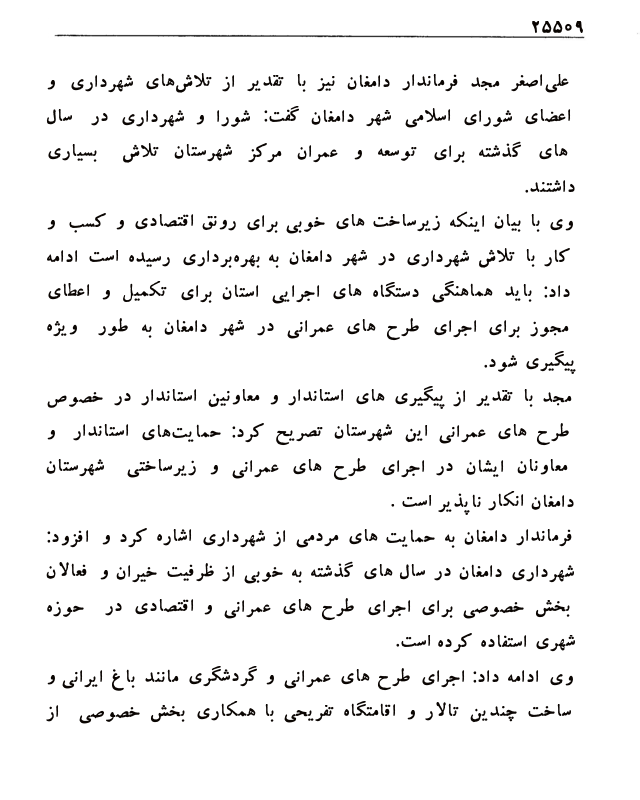 ۲۵۵۰۹
علی‌اصغر مجد فرماندار دامغان نیز با تقدیر از تلاش‌های شهرداری و
اعضای شورای اسلامی شهر دامغان گفت: شورا و شهرداری در سال
های گذشته برای توسعه و عمران مرکز شهرستان تلاش بسیاری
داشتند.
وی با بیان اینکه زیرساخت های خوبی برای رونق اقتصادی و کسب و
کار با تلاش شهرداری در شهر دامغان به بهره‌برداری رسیده است ادامه
داد: باید هماهنگی دستگاه های اجرایی استان برای تکمیل و اعطای
مجوز برای اجرای طرح های عمرانی در شهر دامغان به طور ویژه
پیگیری شود.
مجد با تقدیر از پیگیری های استاندار و معاونین استاندار در خصوص
طرح های عمرانی این شهرستان تصریح کرد: حمایت‌های استاندار و
معاونان ایشان در اجرای طرح های عمرانی و زیرساختی شهرستان
دامغان انکار ناپذیر است .
فرماندار دامغان به حمایت های مردمی از شهرداری اشاره کرد و افزود:
شهرداری دامغان در سال های گذشته به خوبی از ظرفیت خیران و فعالان
بخش خصوصی برای اجرای طرح های عمرانی و اقتصادی در حوزه
شهری استفاده کرده است.
وی ادامه داد: اجرای طرح های عمرانی و گردشگری مانند باغ ایرانی و
ساخت چندین تالار و اقامتگاه تفریحی با همکاری بخش خصوصی از